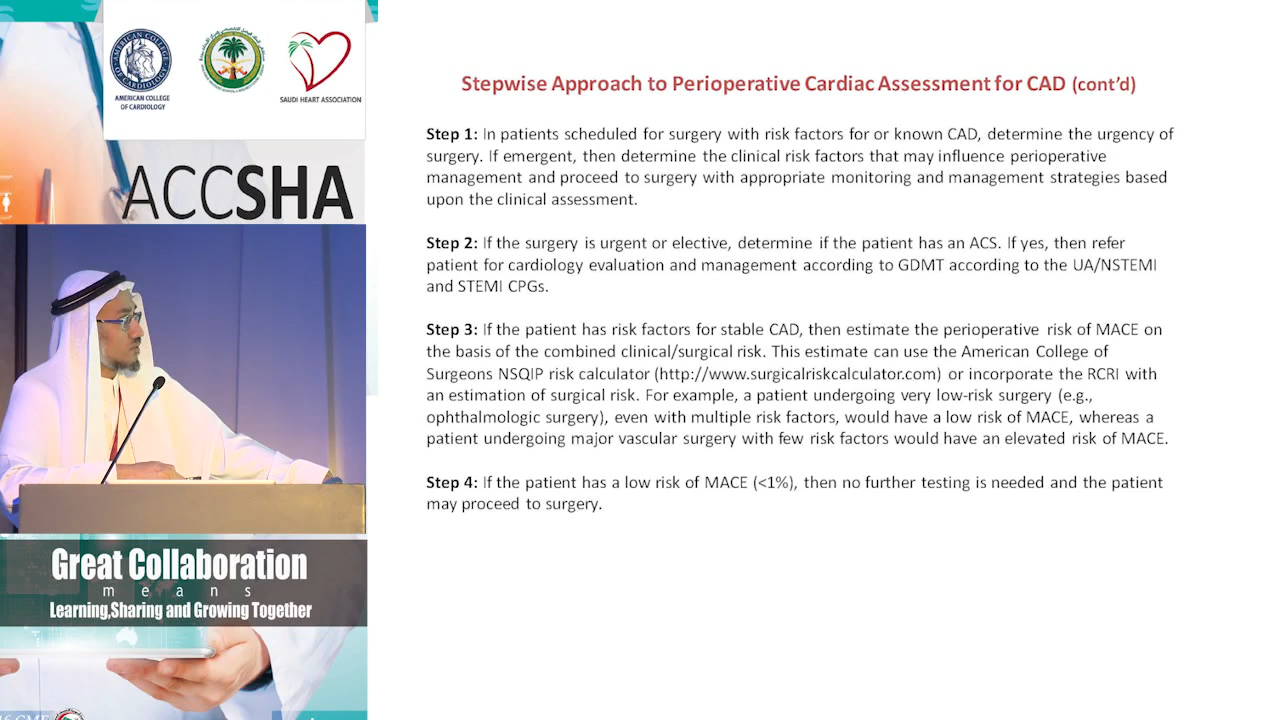 AMERICAN COLLEGE
OF CARDIOLOGY
SAUDI HEART ASSOCIATION
ACCSHA
Great Collaboration
means
Learning,Sharing and Growing Together
Stepwise Approach to Perioperative Cardiac Assessment for CAD (cont'd)
Step 1: In patients scheduled for surgery with risk factors for or known CAD, determine the urgency of
surgery. If emergent, then determine the clinical risk factors that may influence perioperative
management and proceed to surgery with appropriate monitoring and management strategies based
upon the clinical assessment.
Step 2: If the surgery is urgent or elective, determine if the patient has an ACS. If yes, then refer
patient for cardiology evaluation and management according to GDMT according to the UA/NSTEMI
and STEMI CPGs.
Step 3: If the patient has risk factors for stable CAD, then estimate the perioperative risk of MACE on
the basis of the combined clinical/surgical risk. This estimate can use the American College of
Surgeons NSQIP risk calculator (http://www.surgicalriskcalculator.com) or incorporate the RCRI with
an estimation of surgical risk. For example, a patient undergoing very low-risk surgery (e.g.,
ophthalmologic surgery), even with multiple risk factors, would have a low risk of MACE, whereas a
patient undergoing major vascular surgery with few risk factors would have an elevated risk of MACE.
Step 4: If the patient has a low risk of MACE (<1%), then no further testing is needed and the patient
may proceed to surgery.